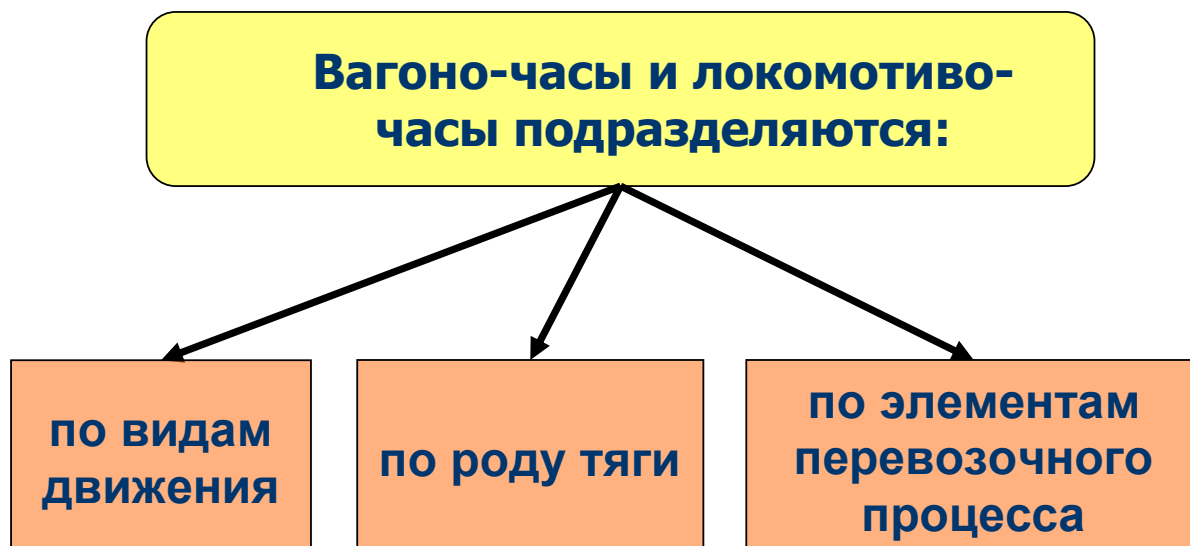 Вагоно-часы и локомотиво-
часы подразделяются:
по видам
движения
по роду тяги
по элементам
перевозочного
процесса